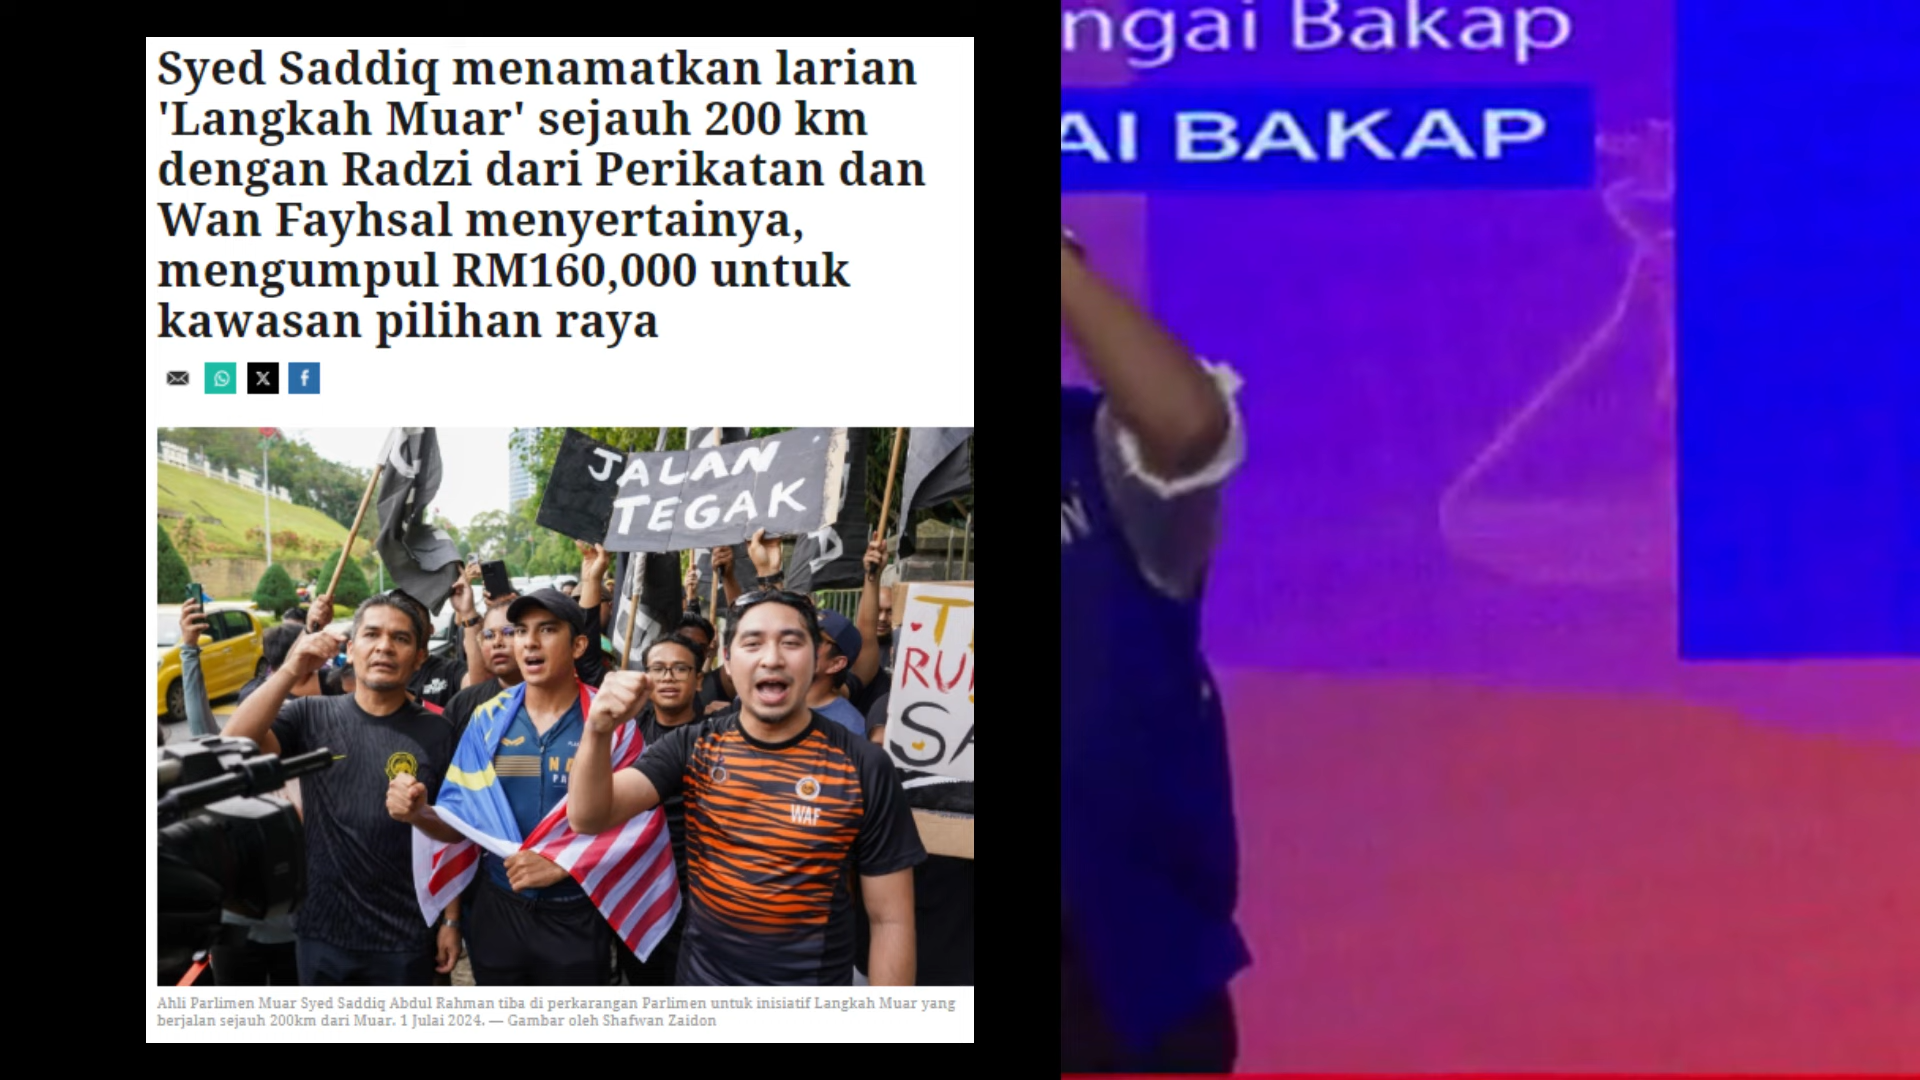 Syed Saddiq menamatkan larian
'Langkah Muar' sejauh 200 km
dengan Radzi dari Perikatan dan
Wan Fayhsal menyertainya,
mengumpul RM160,000 untuk
kawasan pilihan raya
JALAN
TEGAK
WAF
Ahli Parlimen Muar Syed Saddiq Abdul Rahman tiba di perkarangan Parlimen untuk inisiatif Langkah Muar yang
berjalan sejauh 200km dari Muar. 1 Julai 2024. — Gambar oleh Shafwan Zaidon
ngai Bakap
AI BAKAP